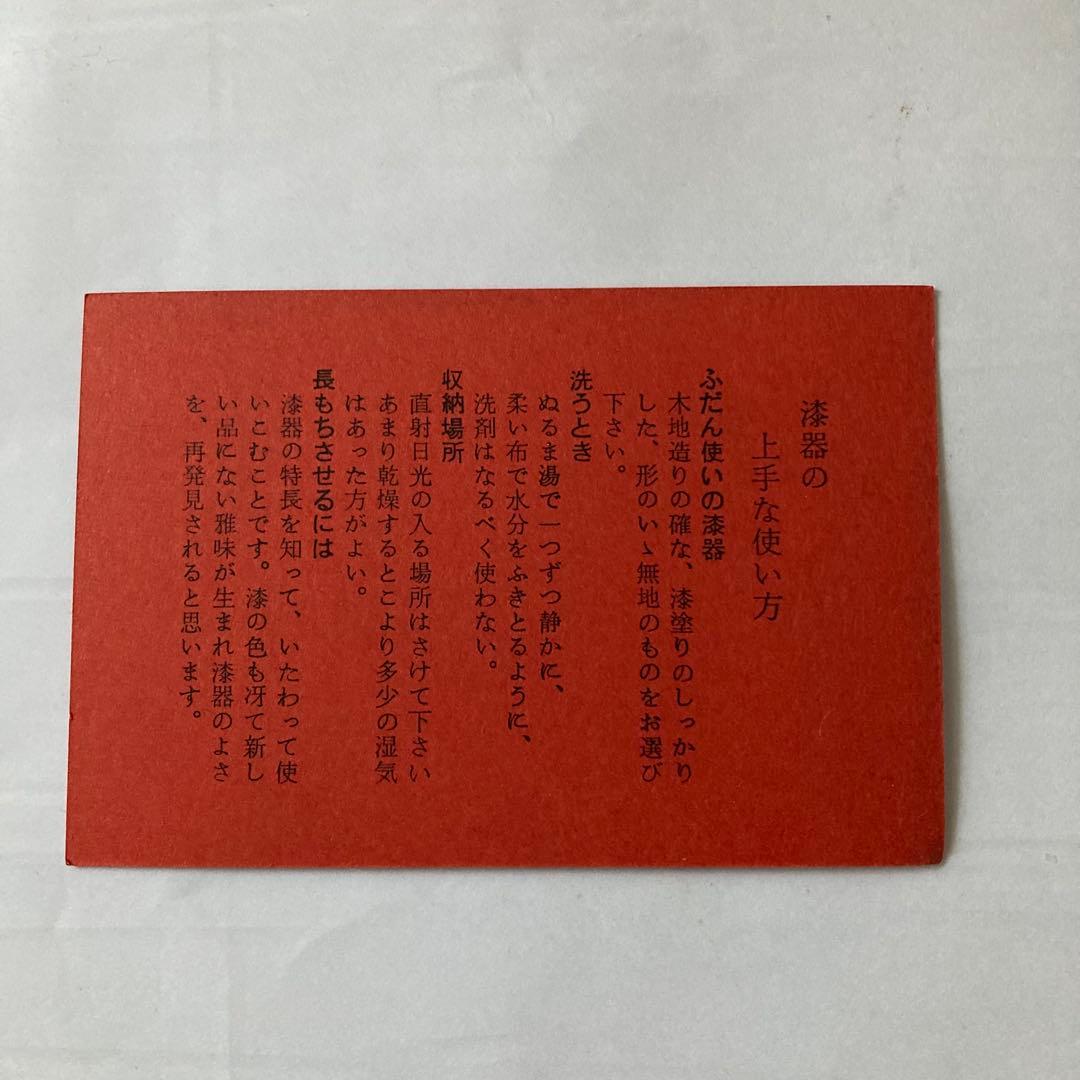 漆器の
上手な使い方
ふだん使いの漆器
木地造りの確な、漆塗りのしっかり
した、形のいゝ無地のものをお選び
下さい。
洗うとき
ぬるま湯で一つずつ静かに、
柔い布で水分をふきとるように、
洗剤はなるべく使わない。
収納場所
直射日光の入る場所はさけて下さい
あまり乾燥するとこより多少の湿気
はあった方がよい。
長もちさせるには
漆器の特長を知って、いたわって使
いこむことです。漆の色も冴て新し
い品にない雅味が生まれ漆器のよさ
を、再発見されると思います。